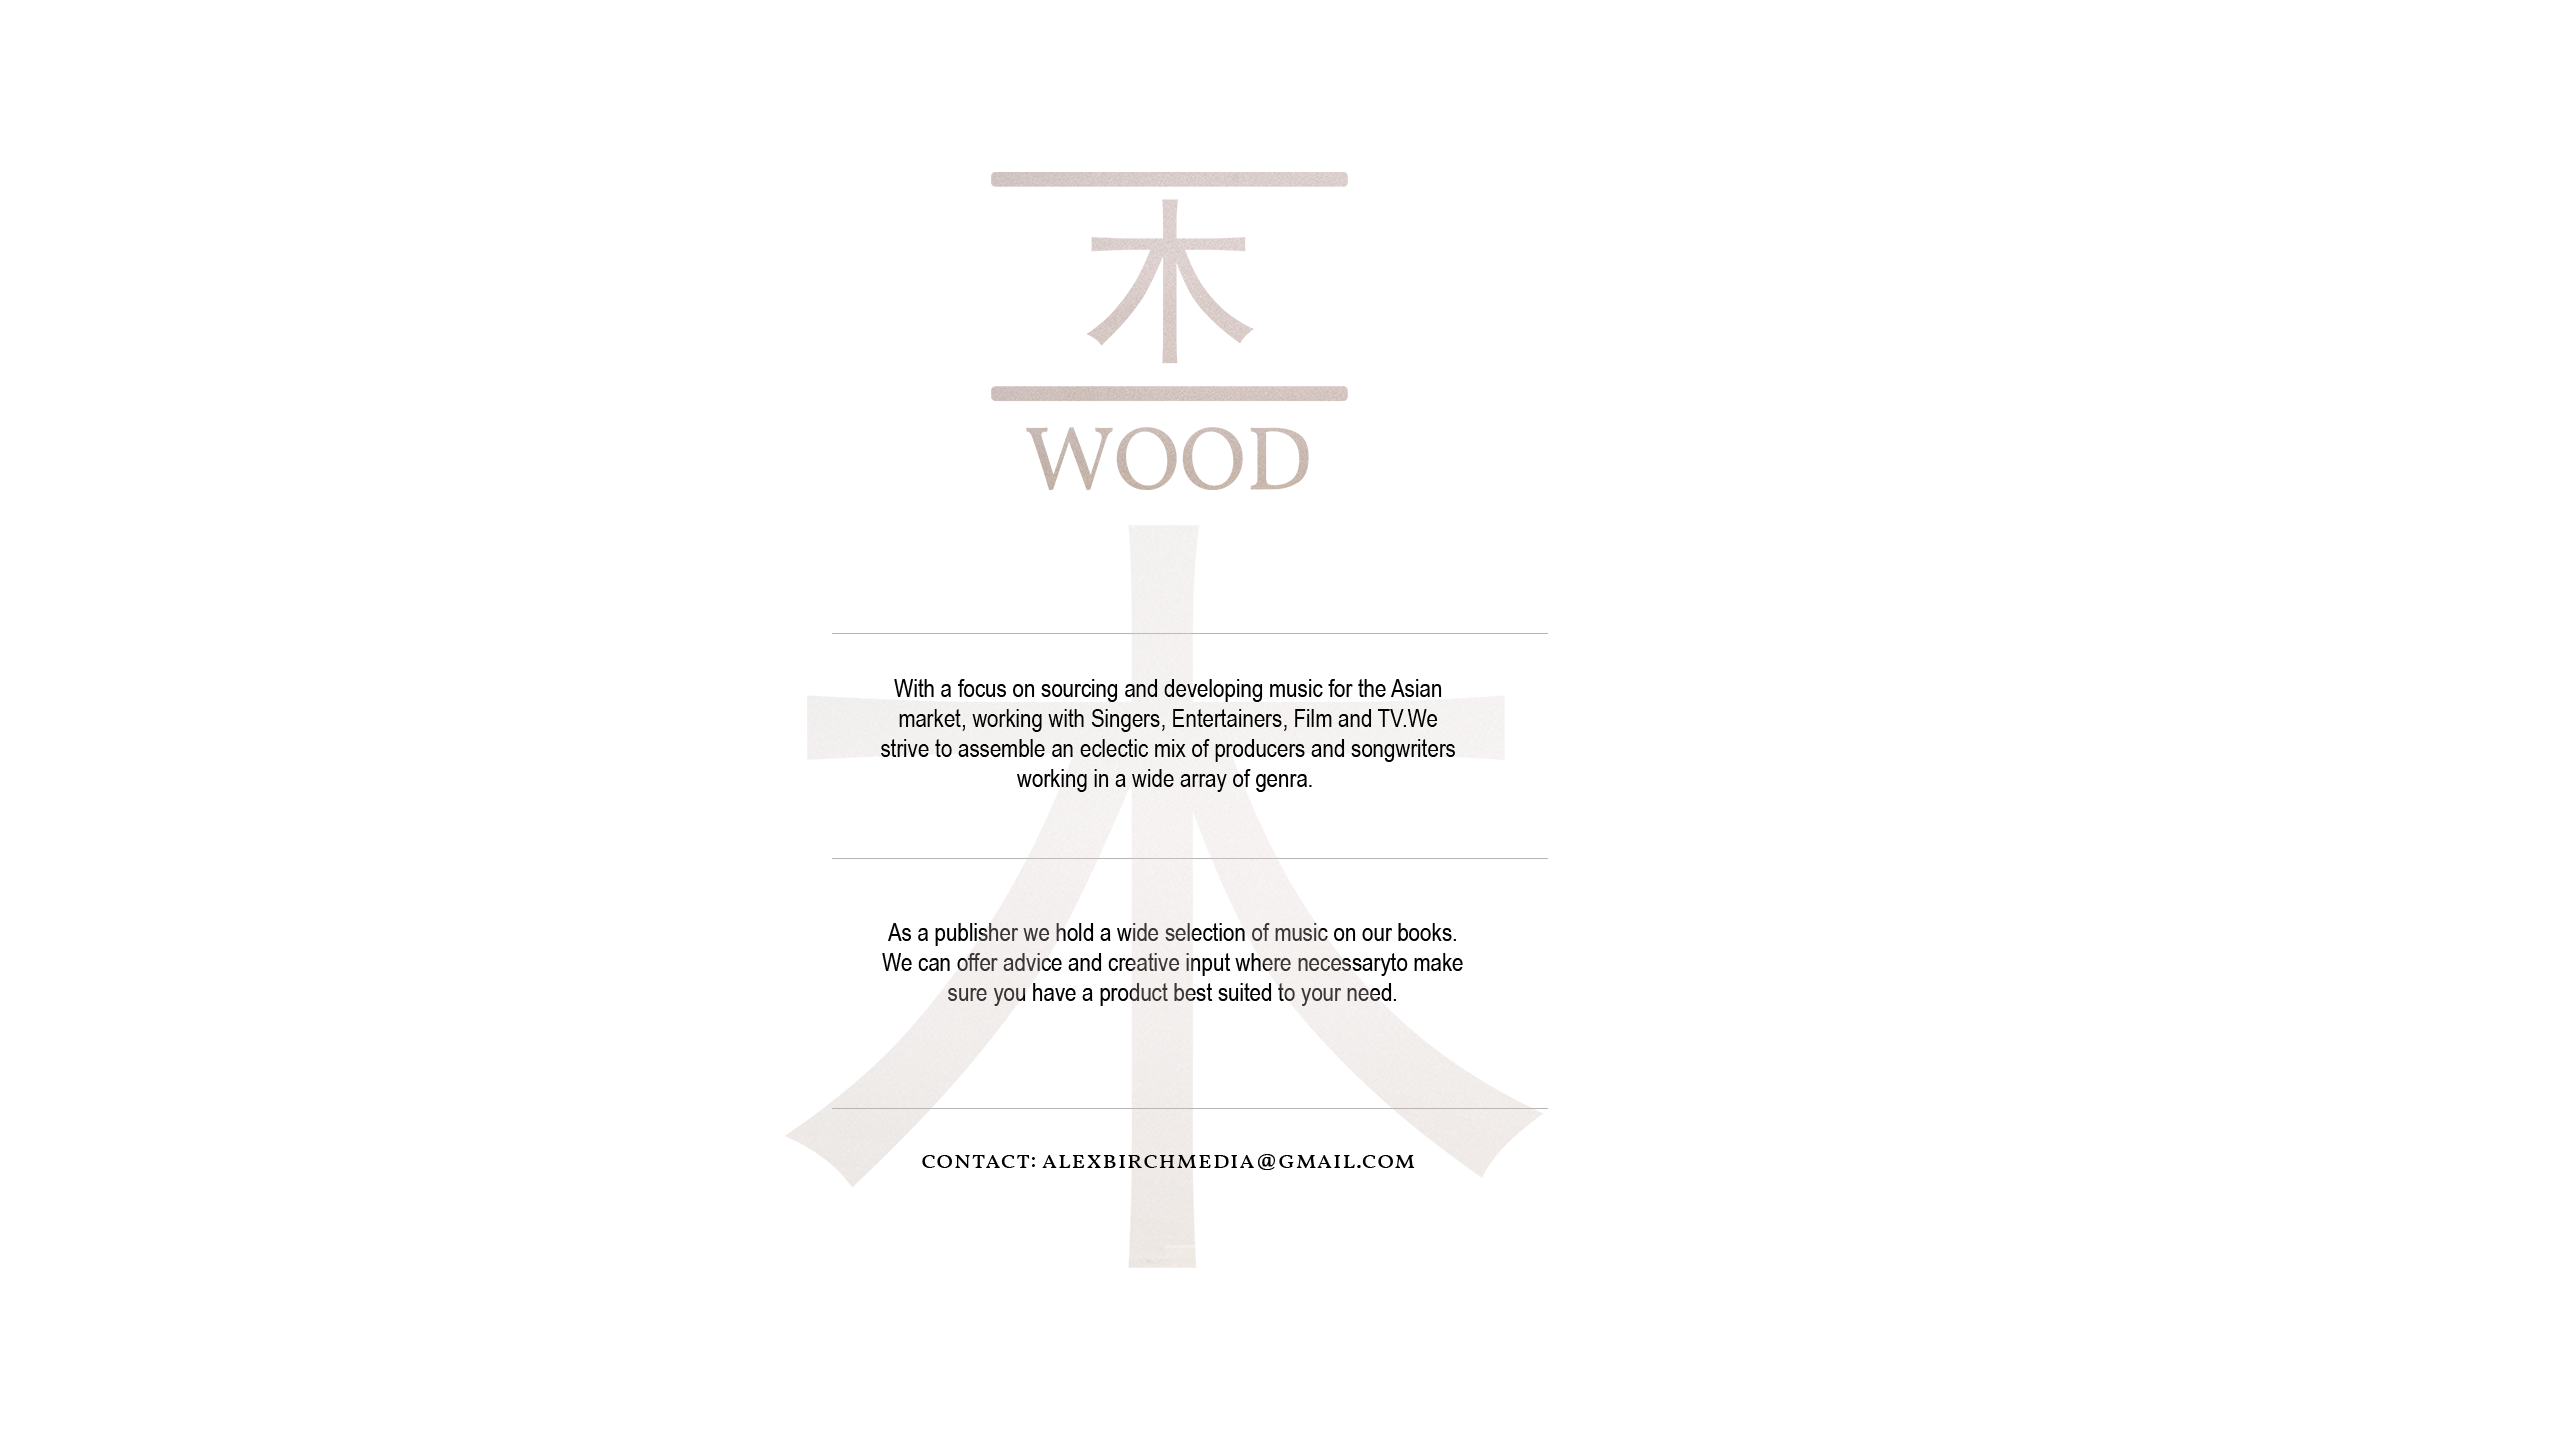 木
WOOD
With a focus on sourcing and developing music for the Asian
market, working with Singers, Entertainers, Film and TV.We
strive to assemble an eclectic mix of producers and songwriters
working in a wide array of genra.
As a publisher we hold a wide selection of music on our books.
We can offer advice and creative input where necessaryto make
sure you have a product best suited to your need.
CONTACT: ALEXBIRCHMEDIA@GMAIL.COM
木